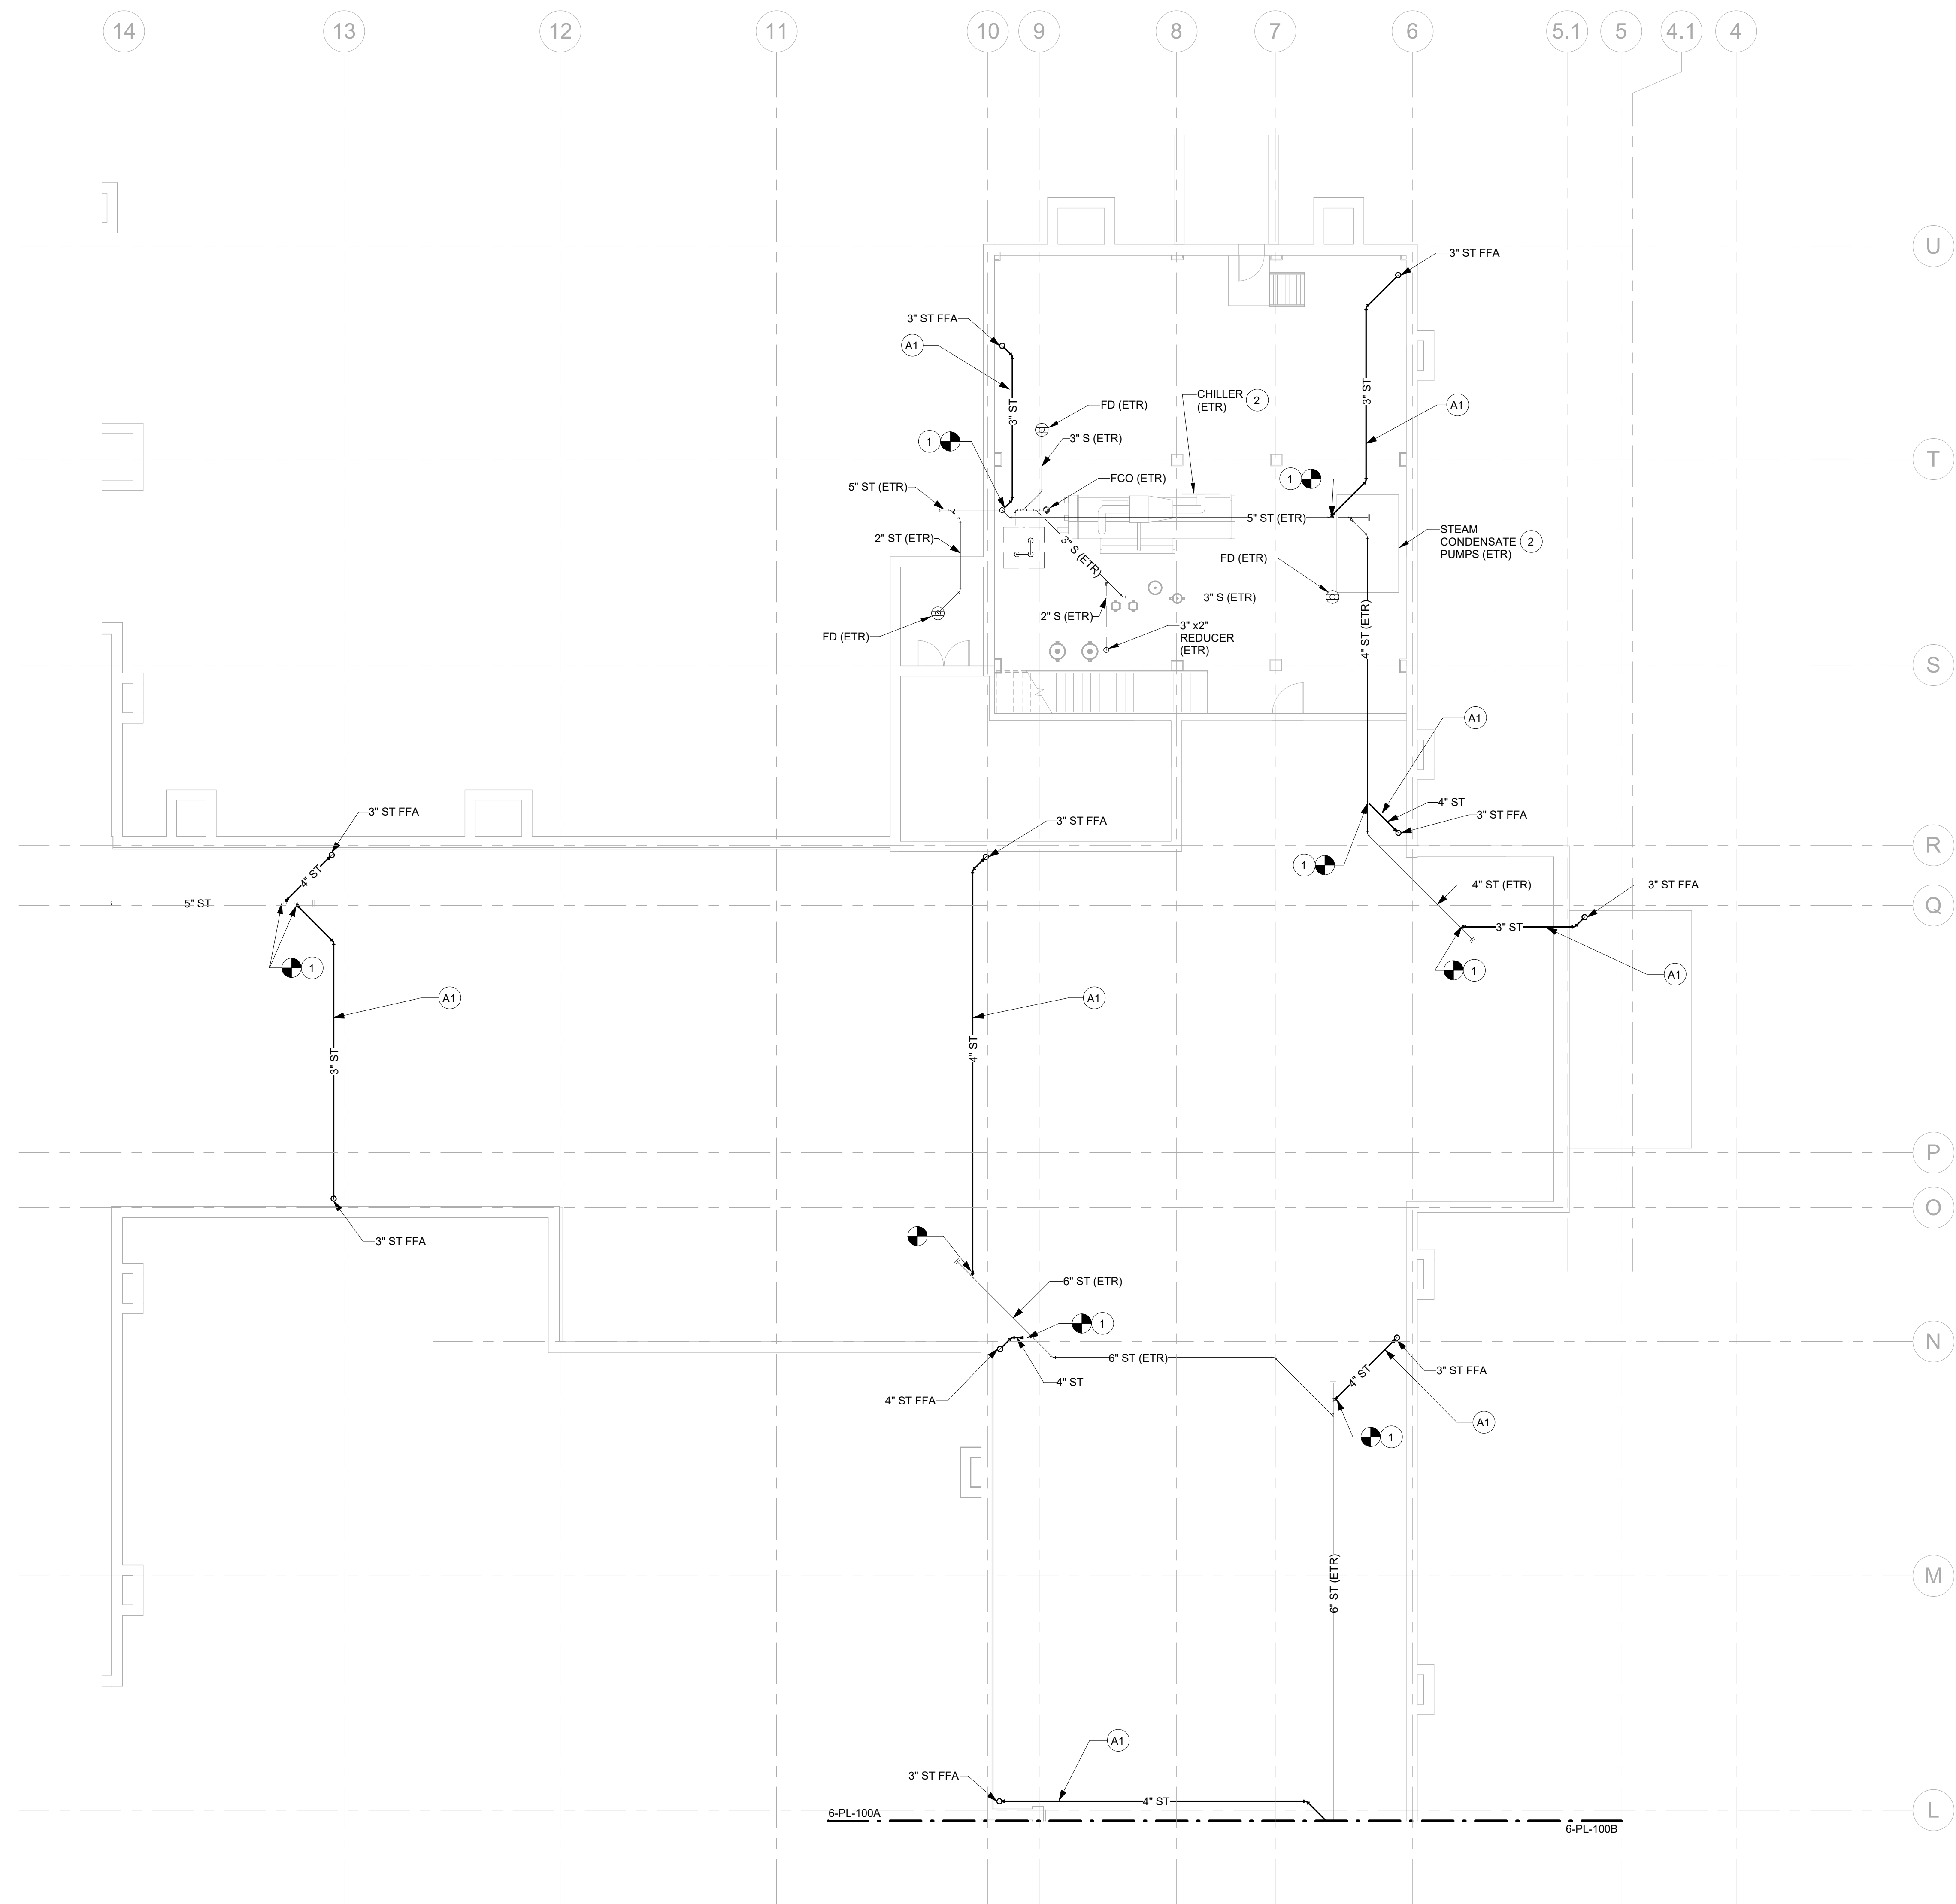 14
13
12
11
10
9
8
7
6
5.1
5
4.1
4
U
3" ST FFA
3" ST FFA
A1
3" ST
3" ST
A1
CHILLER
(ETR)
2
FD (ETR)
3" S (ETR)
1
T
FCO (ETR)
1
5" ST (ETR)
5" ST (ETR)
2" ST (ETR)
3" S (ETR)
STEAM
CONDENSATE
PUMPS (ETR)
2
FD (ETR)
3" S (ETR)
2" S (ETR)
4" ST (ETR)
FD (ETR)
3" x2"
REDUCER
(ETR)
S
A1
4" ST
3" ST FFA
3" ST FFA
3" ST FFA
R
1
4" ST
4" ST (ETR)
3" ST FFA
5" ST
Q
3" ST
1
1
A1
A1
A1
3" ST
4" ST
P
O
3" ST FFA
6" ST (ETR)
1
N
6" ST (ETR)
4" ST
3" ST FFA
4" ST
4" ST FFA
A1
1
M
6" ST (ETR)
A1
3" ST FFA
4" ST
L
6-PL-100A
6-PL-100B